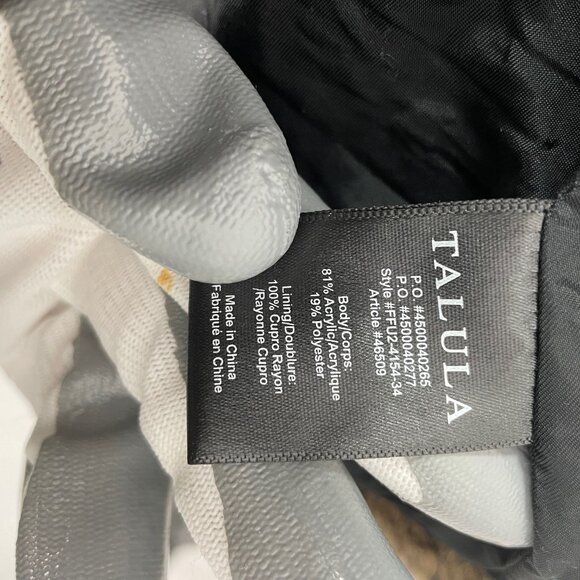 TALULA
P.O. #4500040265
P.O. #4500040277
Style #FFU2-4154-34
Article #46509
Body/Corps:
81% Acrylic/Acrylique
19% Polyester
Lining/Doublure:
100% Cupro Rayon
/Rayonne Cupro
Made in China
Fabriqué en Chine